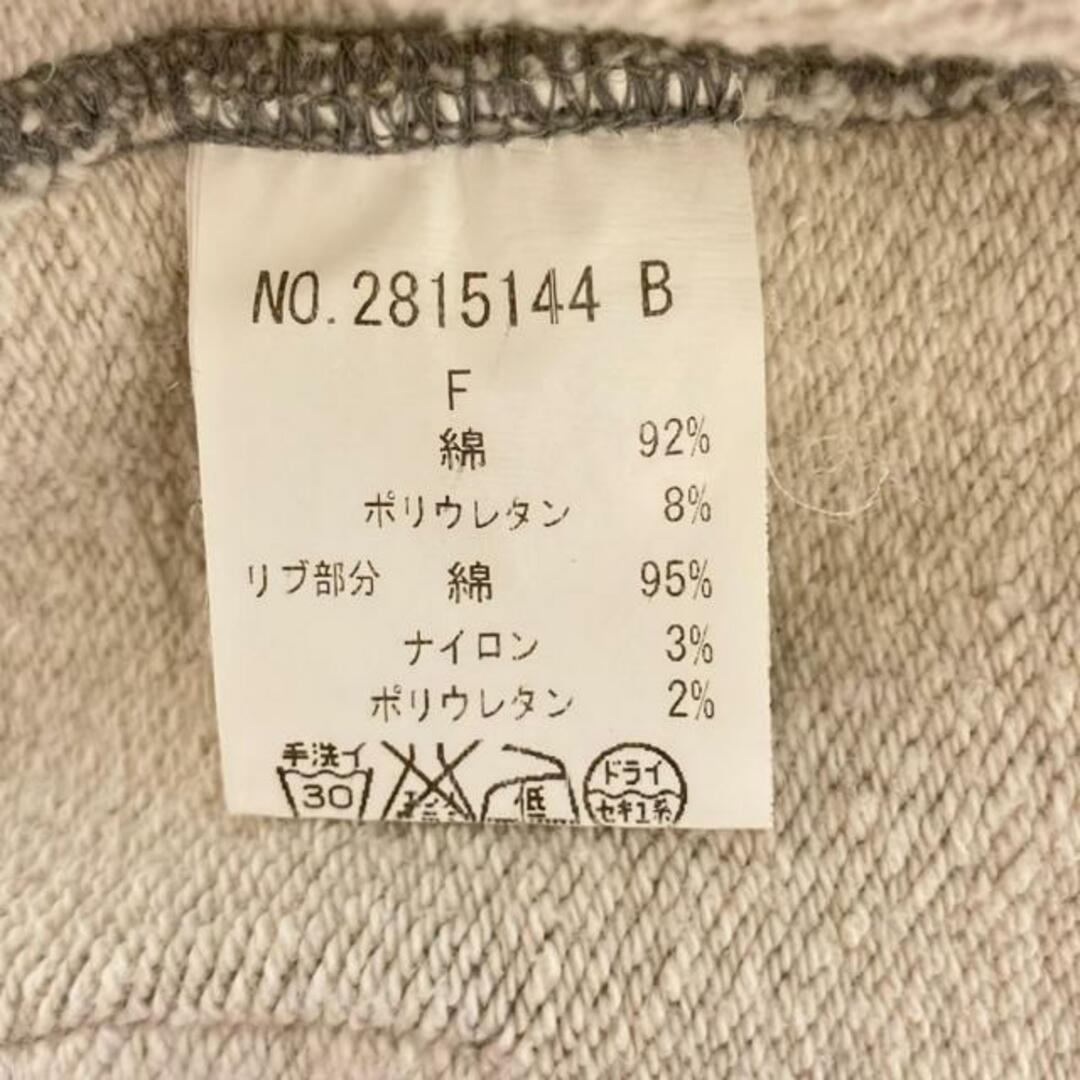 NO.2815144 B
F
綿 92%
ポリウレタン 8%
リブ部分 綿 95%
ナイロン 3%
ポリウレタン 2%
手洗イ 30 低 ドライ
セキユ系